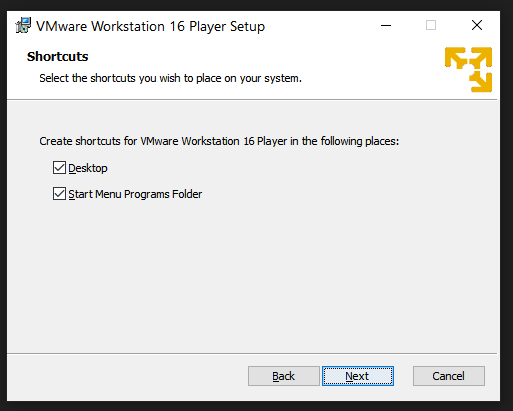 VMware Workstation 16 Player Setup
Shortcuts
Select the shortcuts you wish to place on your system.
Create shortcuts for VMware Workstation 16 Player in the following places:
Desktop
Start Menu Programs Folder
Back Next Cancel